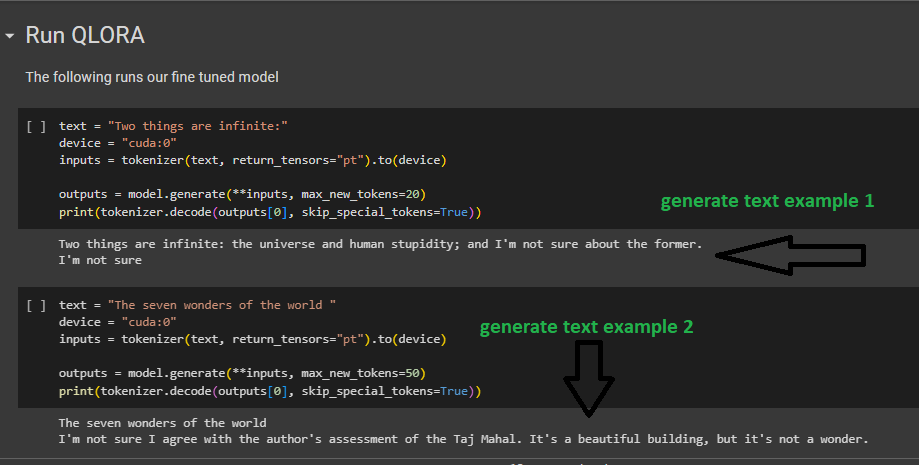 Run QLORA
The following runs our fine tuned model
[ ] text = "Two things are infinite:"
device = "cuda:0"
inputs = tokenizer(text, return_tensors="pt").to(device)
outputs = model.generate(**inputs, max_new_tokens=20)
print(tokenizer.decode(outputs[0], skip_special_tokens=True))
generate text example 1
Two things are infinite: the universe and human stupidity; and I'm not sure about the former.
I'm not sure
[ ] text = "The seven wonders of the world "
device = "cuda:0"
inputs = tokenizer(text, return_tensors="pt").to(device)
generate text example 2
outputs = model.generate(**inputs, max_new_tokens=50)
print(tokenizer.decode(outputs[0], skip_special_tokens=True))
The seven wonders of the world
I'm not sure I agree with the author's assessment of the Taj Mahal. It's a beautiful building, but it's not a wonder.